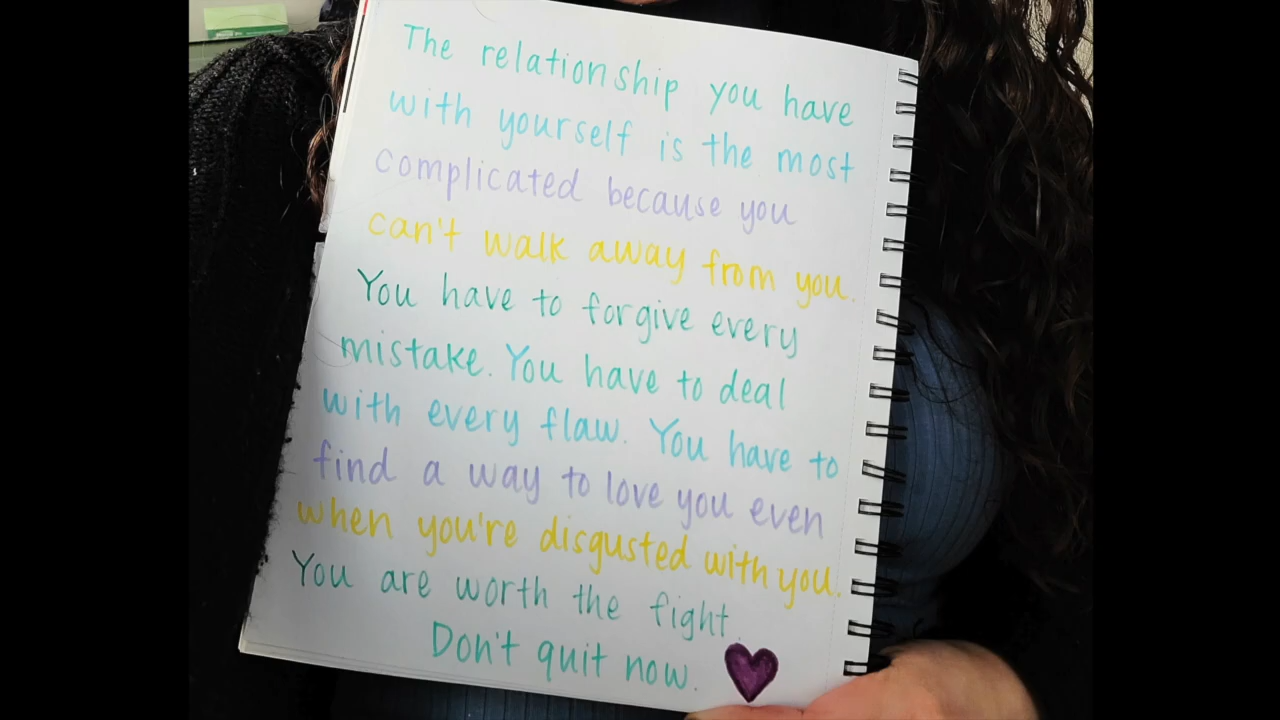 The relationship you have
with yourself is the most
complicated because you
can't walk away from you.
You have to forgive every
mistake. You have to deal
with every flaw. You have to
find a way to love you even
when you're disgusted with you.
You are worth the fight.
Don't quit now.